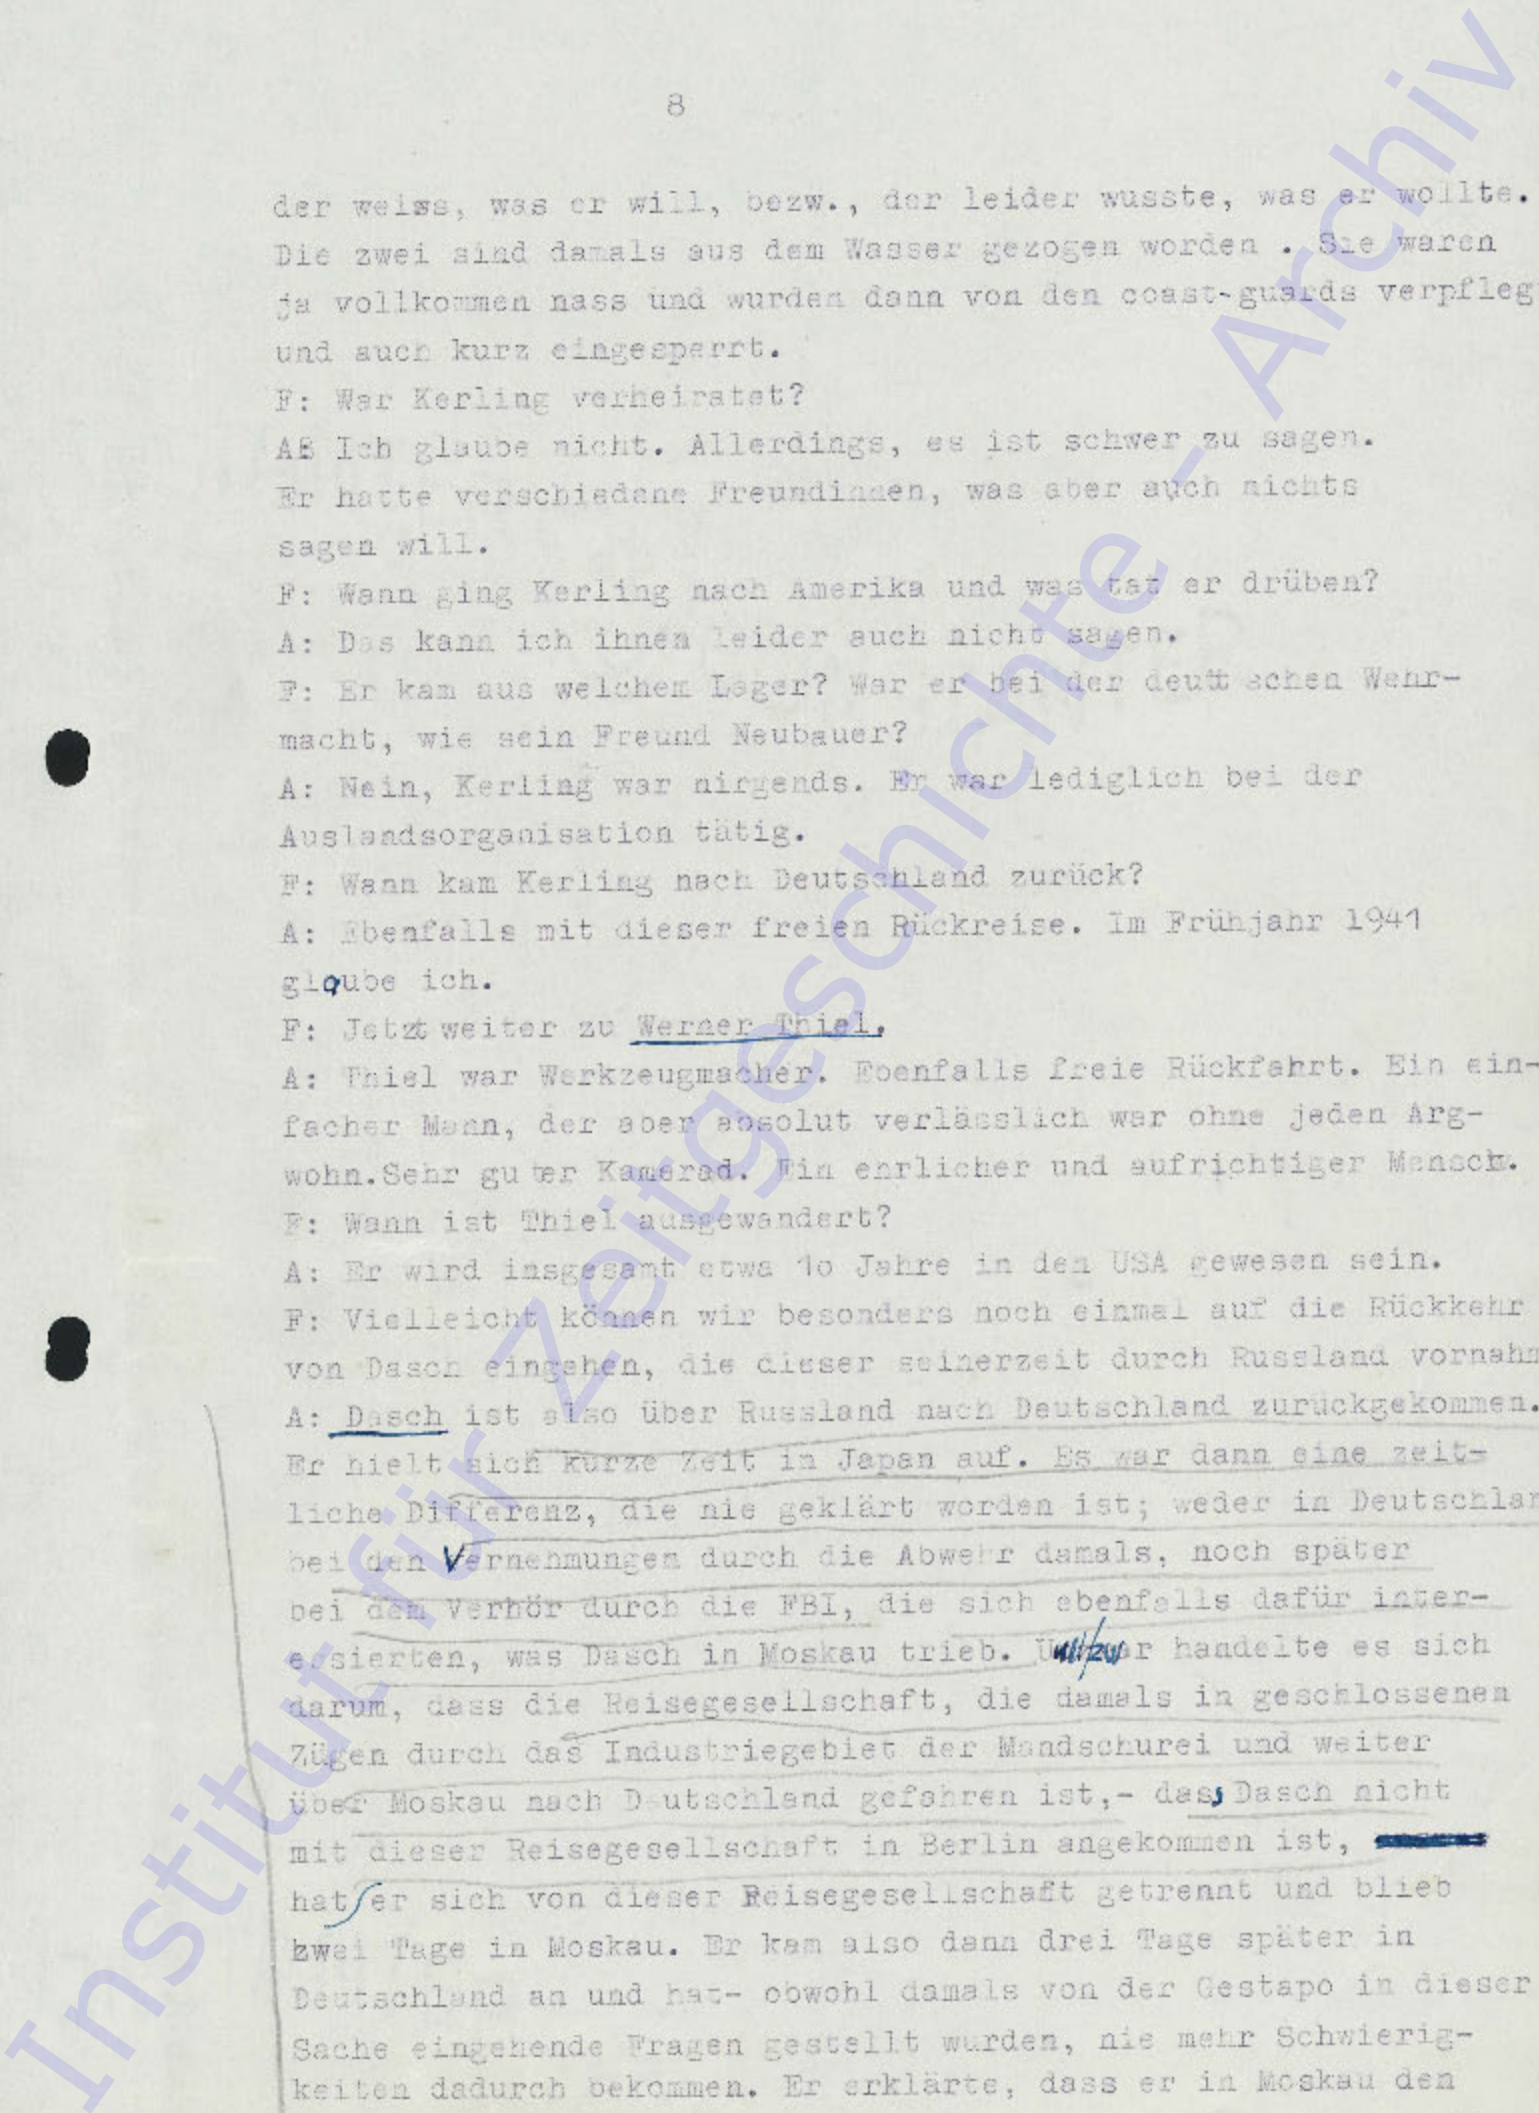 8
der weiss, was er will, bezw., der leider wusste, was er wollte.
Die zwei sind damals aus dem Wasser gezogen worden . Sie waren
ja vollkommen nass und wurden dann von den coast-guards verpfleg
und auch kurz eingesperrt.
F: War Kerling verheiratet?
AB Ich glaube nicht. Allerdings, es ist schwer zu sagen.
Er hatte verschiedene Freundinnen, was aber auch nichts
sagen will.
F: Wann ging Kerling nach Amerika und was tat er drüben?
A: Das kann ich ihnen leider auch nicht sagen.
F: Er kam aus welchem Lager? War er bei der deutschen Wehr-
macht, wie sein Freund Neubauer?
A: Nein, Kerling war nirgends. Er war lediglich bei der
Auslandsorganisation tätig.
F: Wann kam Kerling nach Deutschland zurück?
A: Ebenfalls mit dieser freien Rückreise. Im Frühjahr 1941
glaube ich.
F: Jetzt weiter zu Werner Thiel.
A: Thiel war Werkzeugmacher. Ebenfalls freie Rückfahrt. Ein ein-
facher Mann, der aber absolut verlässlich war ohne jeden Arg-
wohn.Sehr guter Kamerad. Ein ehrlicher und aufrichtiger Mensch.
F: Wann ist Thiel ausgewandert?
A: Er wird insgesamt etwa 1o Jahre in den USA gewesen sein.
F: Vielleicht können wir besonders noch einmal auf die Rückkehr
von Dasch eingehen, die dieser seinerzeit durch Russland vornahm
A: Dasch ist also über Russland nach Deutschland zurückgekommen.
Er hielt sich kurze Zeit in Japan auf. Es war dann eine zeit-
liche Differenz, die nie geklärt worden ist; weder in Deutschlan
bei den Vernehmungen durch die Abwehr damals, noch später
bei dem Verhör durch die FBI, die sich ebenfalls dafür inter-
essierten, was Dasch in Moskau trieb. Und zwar handelte es sich
darum, dass die Reisegesellschaft, die damals in geschlossenen
Zügen durch das Industriegebiet der Mandschurei und weiter
über Moskau nach Deutschland gefahren ist,- dass Dasch nicht
mit dieser Reisegesellschaft in Berlin angekommen ist,
hat er sich von dieser Reisegesellschaft getrennt und blieb
zwei Tage in Moskau. Er kam also dann drei Tage später in
Deutschland an und hat- obwohl damals von der Gestapo in dieser
Sache eingehende Fragen gestellt wurden, nie mehr Schwierig-
keiten dadurch bekommen. Er erklärte, dass er in Moskau den
Institut für Zeitgeschichte - Archiv